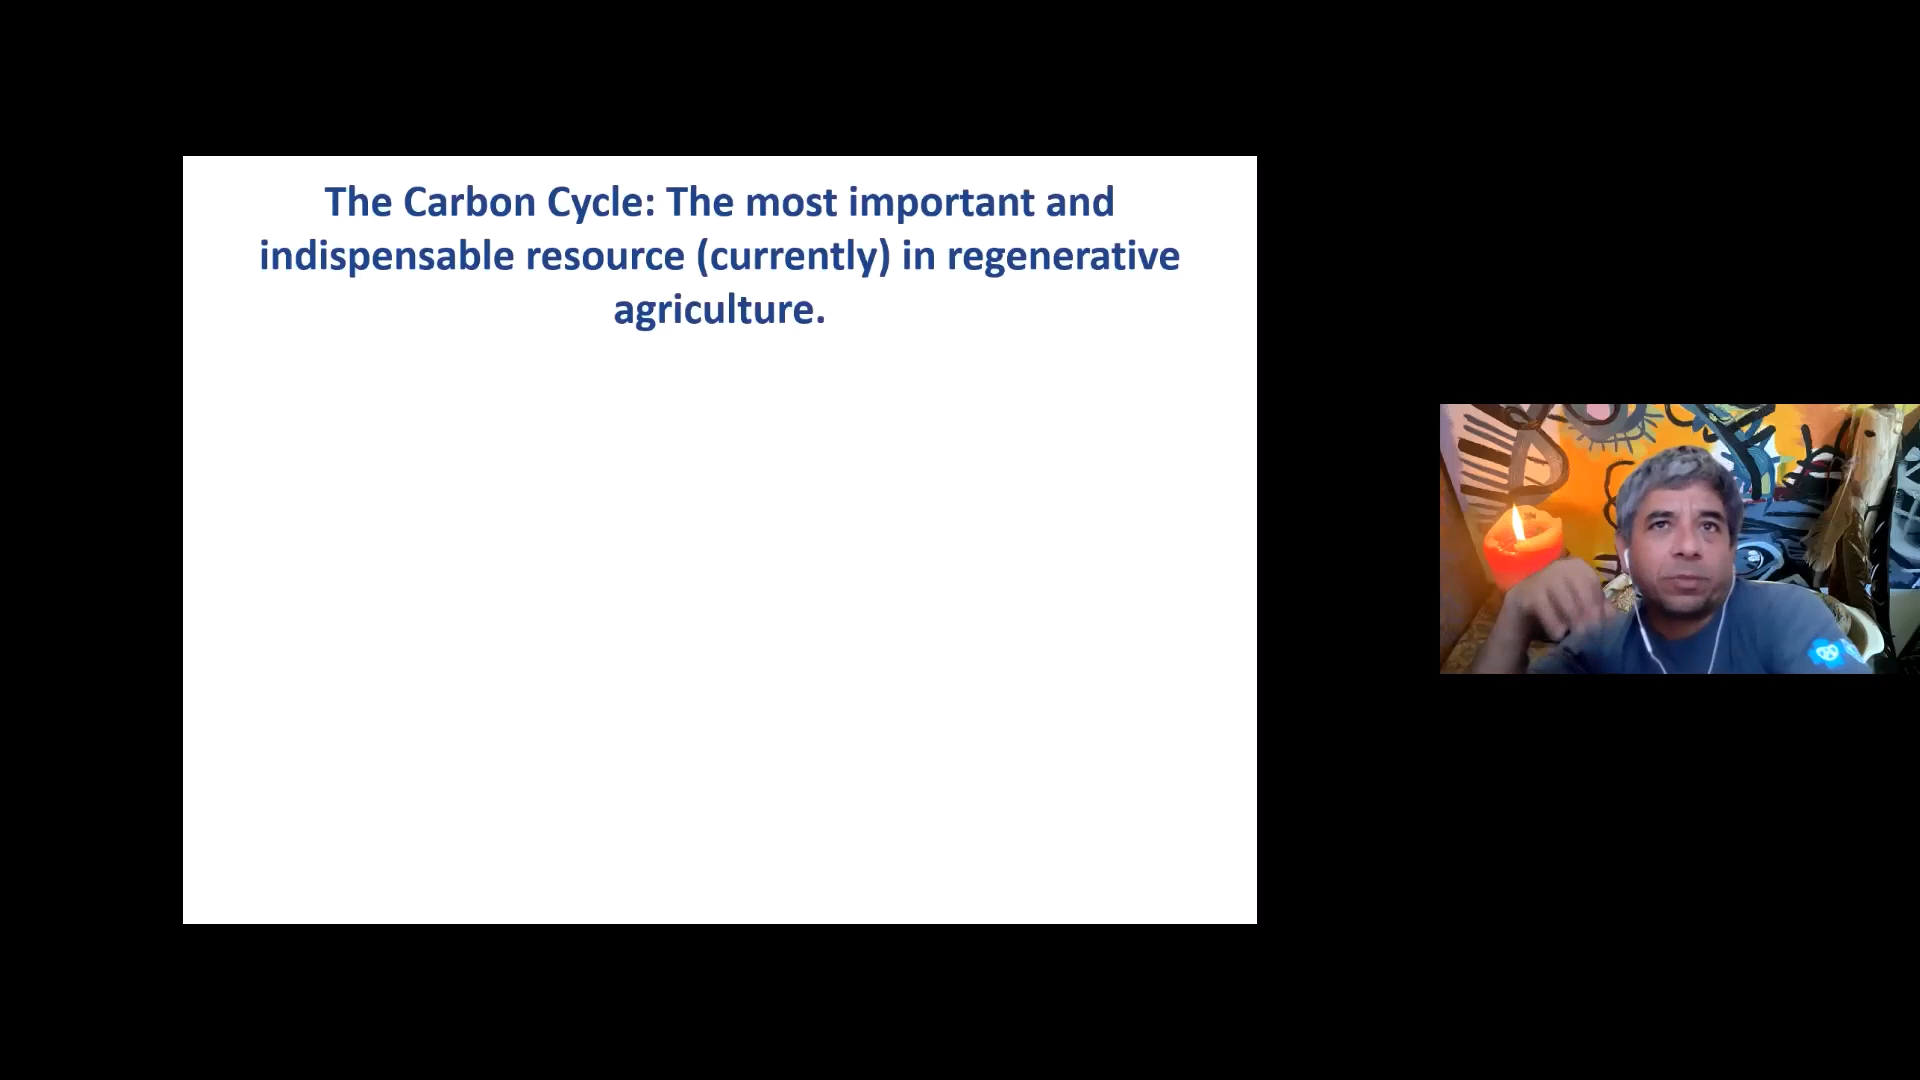 The Carbon Cycle: The most important and
indispensable resource (currently) in regenerative
agriculture.